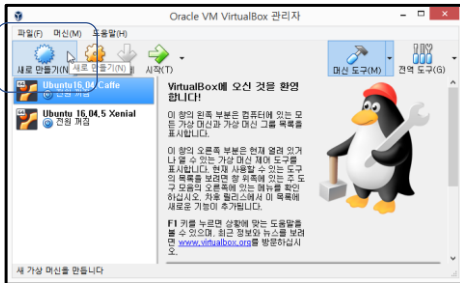 Oracle VM VirtualBox 관리자
파일(F) 머신(M) 도움말(H)
새로 만들기(N) 시작(T) 머신 도구(M) 전역 도구(G)
새로 만들기(N)
Ubuntu16.04 Caffe
전원 꺼짐
Ubuntu 16.04.5 Xenial
전원 꺼짐
VirtualBox에 오신 것을 환영
합니다!
이 창의 왼쪽 부분은 컴퓨터에 있는 모
든 가상 머신과 가상 머신 그룹 목록을
표시합니다.
이 창의 오른쪽 부분은 현재 열려 있거
나 열 수 있는 가상 머신 제어 도구를
표시합니다. 현재 사용할 수 있는 도구
의 목록을 보려면 창 위쪽에 있는 주 도
구 모음의 오른쪽에 있는 메뉴를 확인
하십시오. 차후 릴리스에서 이 목록에
새로운 기능이 추가됩니다.
F1 키를 누르면 상황에 맞는 도움말을
볼 수 있으며, 최근 정보와 뉴스를 보려
면 www.virtualbox.org를 방문하십시
오.
새 가상 머신을 만듭니다